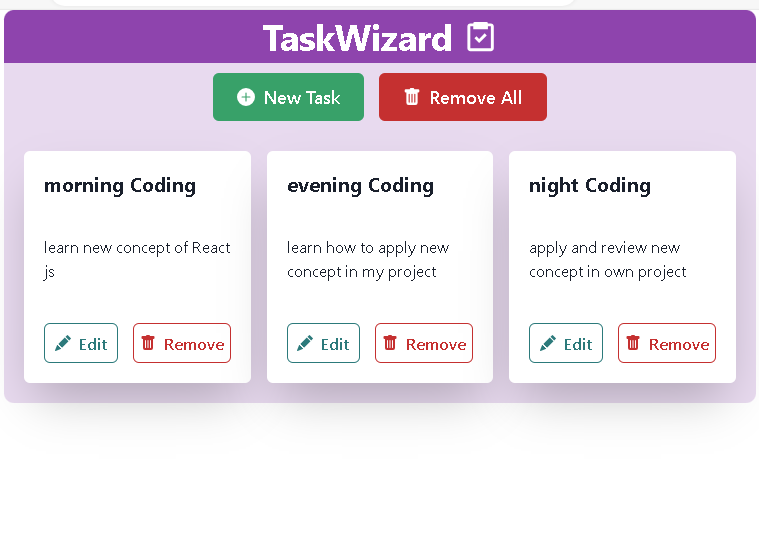 TaskWizard
New Task
Remove All
morning Coding
learn new concept of React
js
Edit
Remove
evening Coding
learn how to apply new
concept in my project
Edit
Remove
night Coding
apply and review new
concept in own project
Edit
Remove